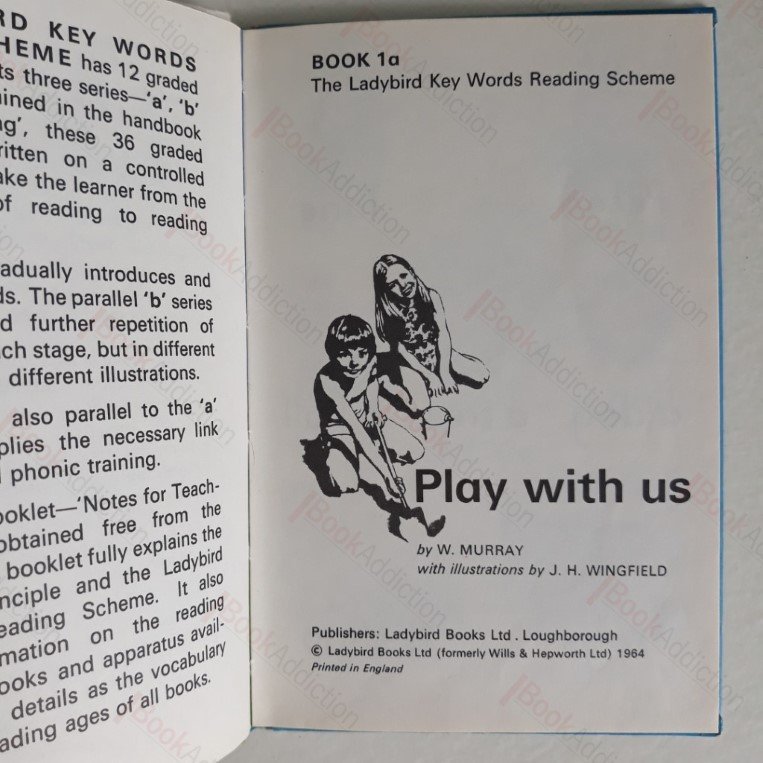 RD KEY WORDS
HEME has 12 graded
ts three series—'a', 'b'
ined in the handbook
ng', these 36 graded
ritten on a controlled
ake the learner from the
of reading to reading
adually introduces and
ds. The parallel 'b' series
d further repetition of
ch stage, but in different
different illustrations.
also parallel to the 'a'
plies the necessary link
phonic training.
ooklet—'Notes for Teach-
obtained free from the
booklet fully explains the
nciple and the Ladybird
eading Scheme. It also
mation on the reading
ooks and apparatus avail-
details as the vocabulary
ading ages of all books.
BOOK 1a
The Ladybird Key Words Reading Scheme
Play with us
by W. MURRAY
with illustrations by J. H. WINGFIELD
Publishers: Ladybird Books Ltd . Loughborough
© Ladybird Books Ltd (formerly Wills & Hepworth Ltd) 1964
Printed in England
BookAddiction